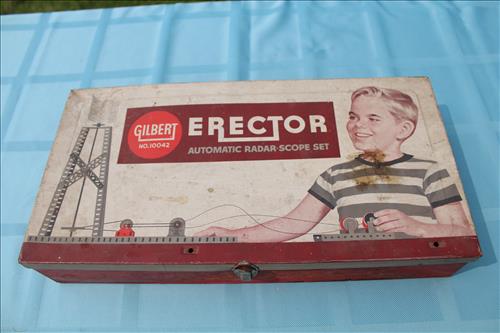 GILBERT
NO. 10042
ERECTOR
AUTOMATIC RADAR-SCOPE SET